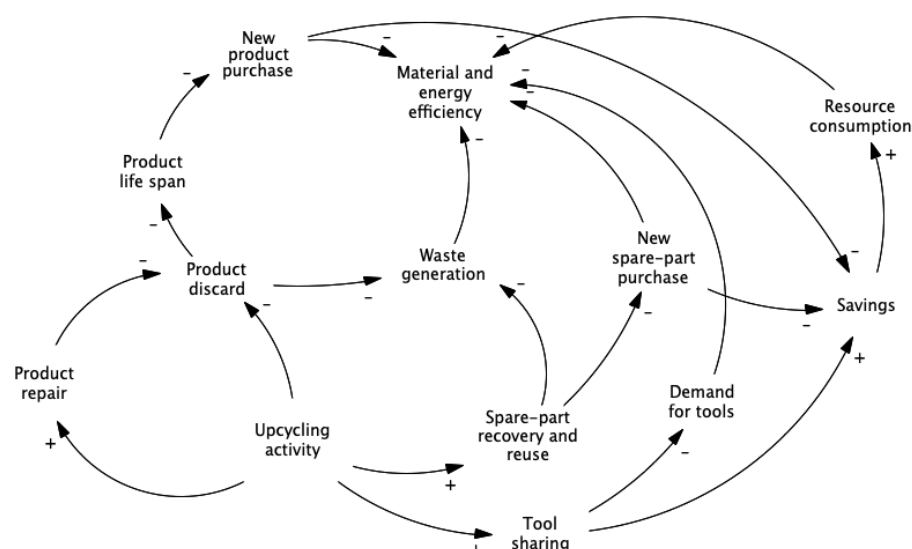 New
product
purchase
–
–
–
–
–
Material and
energy
efficiency
–
–
Resource
consumption
+
Product
life span
–
–
–
Product
discard
–
–
Waste
generation
–
New
spare-part
purchase
–
–
–
Savings
+
Product
repair
+
Upcycling
activity
Spare-part
recovery and
reuse
+
Demand
for tools
–
Tool
sharing
+